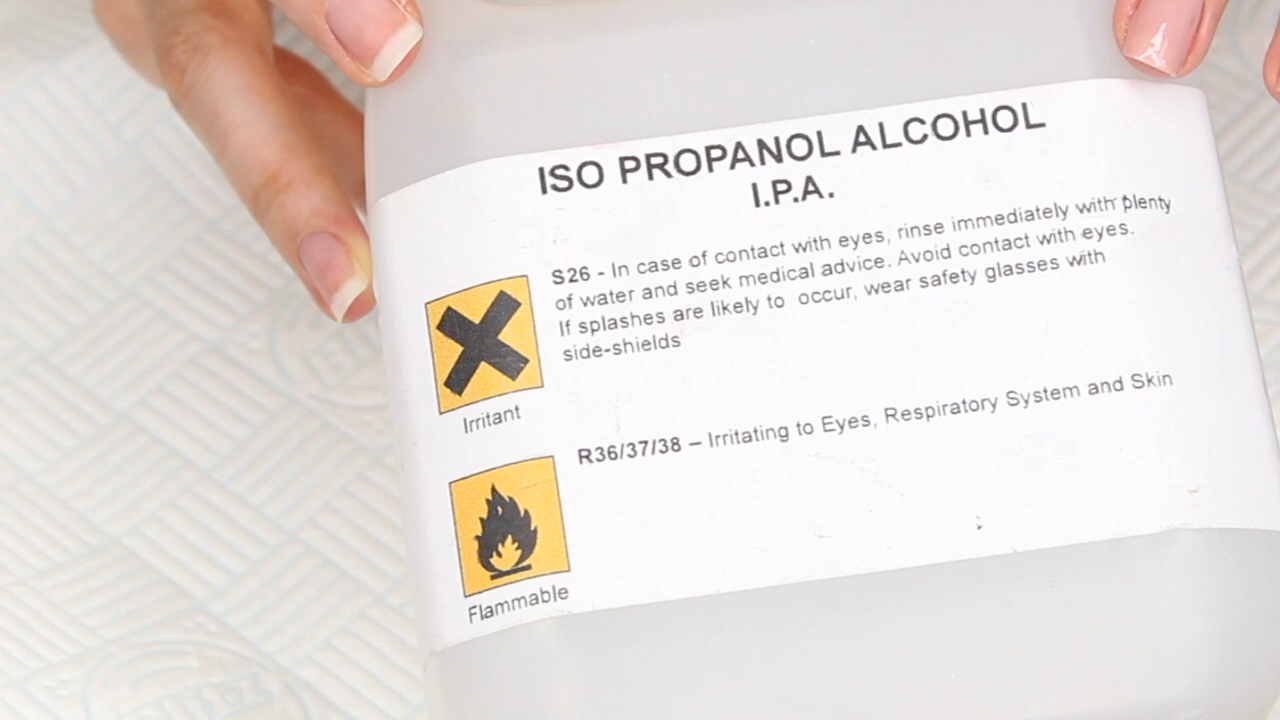 ISO PROPANOL ALCOHOL
I.P.A.
S26 - In case of contact with eyes, rinse immediately with plenty
of water and seek medical advice. Avoid contact with eyes.
If splashes are likely to occur, wear safety glasses with
side-shields
Irritant
R36/37/38 – Irritating to Eyes, Respiratory System and Skin
Flammable